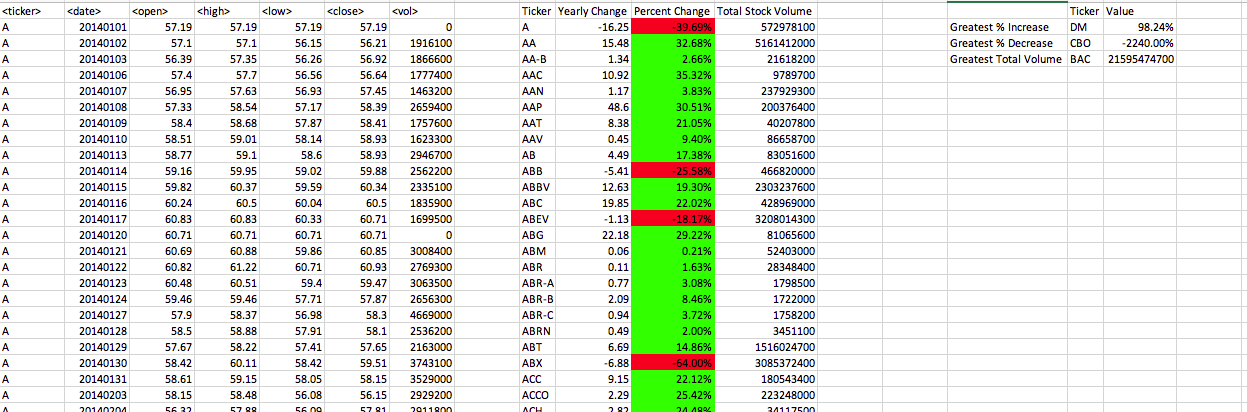 <ticker> <date> <open> <high> <low> <close> <vol> Ticker Yearly Change Percent Change Total Stock Volume Ticker Value
A 20140101 57.19 57.19 57.19 57.19 0 A -16.25 -39.69% 572978100 Greatest % Increase DM 98.24%
A 20140102 57.1 57.1 56.15 56.21 1916100 AA 15.48 32.68% 5161412000 Greatest % Decrease CBO -2240.00%
A 20140103 56.39 57.35 56.26 56.92 1866600 AA-B 1.34 2.66% 21618200 Greatest Total Volume BAC 21595474700
A 20140106 57.4 57.7 56.56 56.64 1777400 AAC 10.92 35.32% 9789700
A 20140107 56.95 57.63 56.93 57.45 1463200 AAN 1.17 3.83% 237929300
A 20140108 57.33 58.54 57.17 58.39 2659400 AAP 48.6 30.51% 200376400
A 20140109 58.4 58.68 57.87 58.41 1757600 AAT 8.38 21.05% 40207800
A 20140110 58.51 59.01 58.14 58.93 1623300 AAV 0.45 9.40% 86658700
A 20140113 58.77 59.1 58.6 58.93 2946700 AB 4.49 17.38% 83051600
A 20140114 59.16 59.95 59.02 59.88 2562200 ABB -5.41 -25.58% 466820000
A 20140115 59.82 60.37 59.59 60.34 2335100 ABBV 12.63 19.30% 2303237600
A 20140116 60.24 60.5 60.04 60.5 1835900 ABC 19.85 22.02% 428969000
A 20140117 60.83 60.83 60.33 60.71 1699500 ABEV -1.13 -18.17% 3208014300
A 20140120 60.71 60.71 60.71 60.71 0 ABG 22.18 29.22% 81065600
A 20140121 60.69 60.88 59.86 60.85 3008400 ABM 0.06 0.21% 52403000
A 20140122 60.82 61.22 60.71 60.93 2769300 ABR 0.11 1.63% 28348400
A 20140123 60.48 60.51 59.4 59.47 3063500 ABR-A 0.77 3.08% 1798500
A 20140124 59.46 59.46 57.71 57.87 2656300 ABR-B 2.09 8.46% 1722000
A 20140127 57.9 58.37 56.98 58.3 4669000 ABR-C 0.94 3.72% 1758200
A 20140128 58.5 58.88 57.91 58.1 2536200 ABRN 0.49 2.00% 3451100
A 20140129 57.67 58.22 57.41 57.65 2163000 ABT 6.69 14.86% 1516024700
A 20140130 58.42 60.11 58.42 59.51 3743100 ABX -6.88 -64.00% 3085372400
A 20140131 58.61 59.15 58.05 58.15 3529000 ACC 9.15 22.12% 180543400
A 20140203 58.15 58.48 56.08 56.15 2929200 ACCO 2.29 25.42% 223248000
A 20140204 56.32 57.88 56.09 57.81 2911800 ACH 2.82 24.48% 34117500